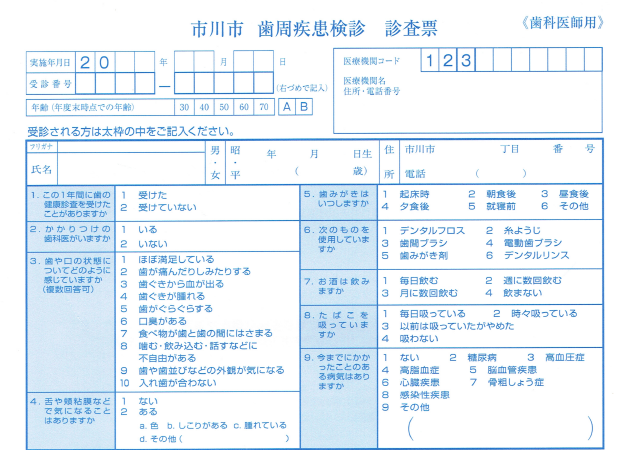 市川市 歯周疾患検診 診査票
《歯科医師用》
実施年月日 2 0 年 月 日
受診番号 — (右づめで記入)
年齢(年度末時点での年齢) 30 40 50 60 70 A B
医療機関コード 1 2 3
医療機関名
住所・電話番号
受診される方は太枠の中をご記入ください。
フリガナ
氏名
男・女
昭・平
年 月 日生
( 歳)
住所
市川市 丁目 番 号
電話 ( )
1. この1年間に歯の
健康診査を受けた
ことがありますか
1 受けた
2 受けていない
2. かかりつけの
歯科医がいますか
1 いる
2 いない
3. 歯や口の状態に
ついてどのように
感じていますか
(複数回答可)
1 ほぼ満足している
2 歯が痛んだりしみたりする
3 歯ぐきから血が出る
4 歯ぐきが腫れる
5 歯がぐらぐらする
6 口臭がある
7 食べ物が歯と歯の間にはさまる
8 噛む・飲み込む・話すなどに
不自由がある
9 歯や歯並びなどの外観が気になる
10 入れ歯が合わない
4. 舌や頬粘膜など
で気になること
はありますか
1 ない
2 ある
a. 色 b. しこりがある c. 腫れている
d. その他( )
5. 歯みがきは
いつしますか
1 起床時 2 朝食後 3 昼食後
4 夕食後 5 就寝前 6 その他
6. 次のものを
使用していま
すか
1 デンタルフロス 2 糸ようじ
3 歯間ブラシ 4 電動歯ブラシ
5 歯みがき剤 6 デンタルリンス
7. お酒は飲み
ますか
1 毎日飲む 2 週に数回飲む
3 月に数回飲む 4 飲まない
8. たばこを
吸っていま
すか
1 毎日吸っている 2 時々吸っている
3 以前は吸っていたがやめた
4 吸わない
9. 今までにかか
ったことのあ
る病気はあり
ますか
1 ない 2 糖尿病 3 高血圧症
4 高脂血症 5 脳血管疾患
6 心臓疾患 7 骨粗しょう症
8 感染性疾患
9 その他
( )